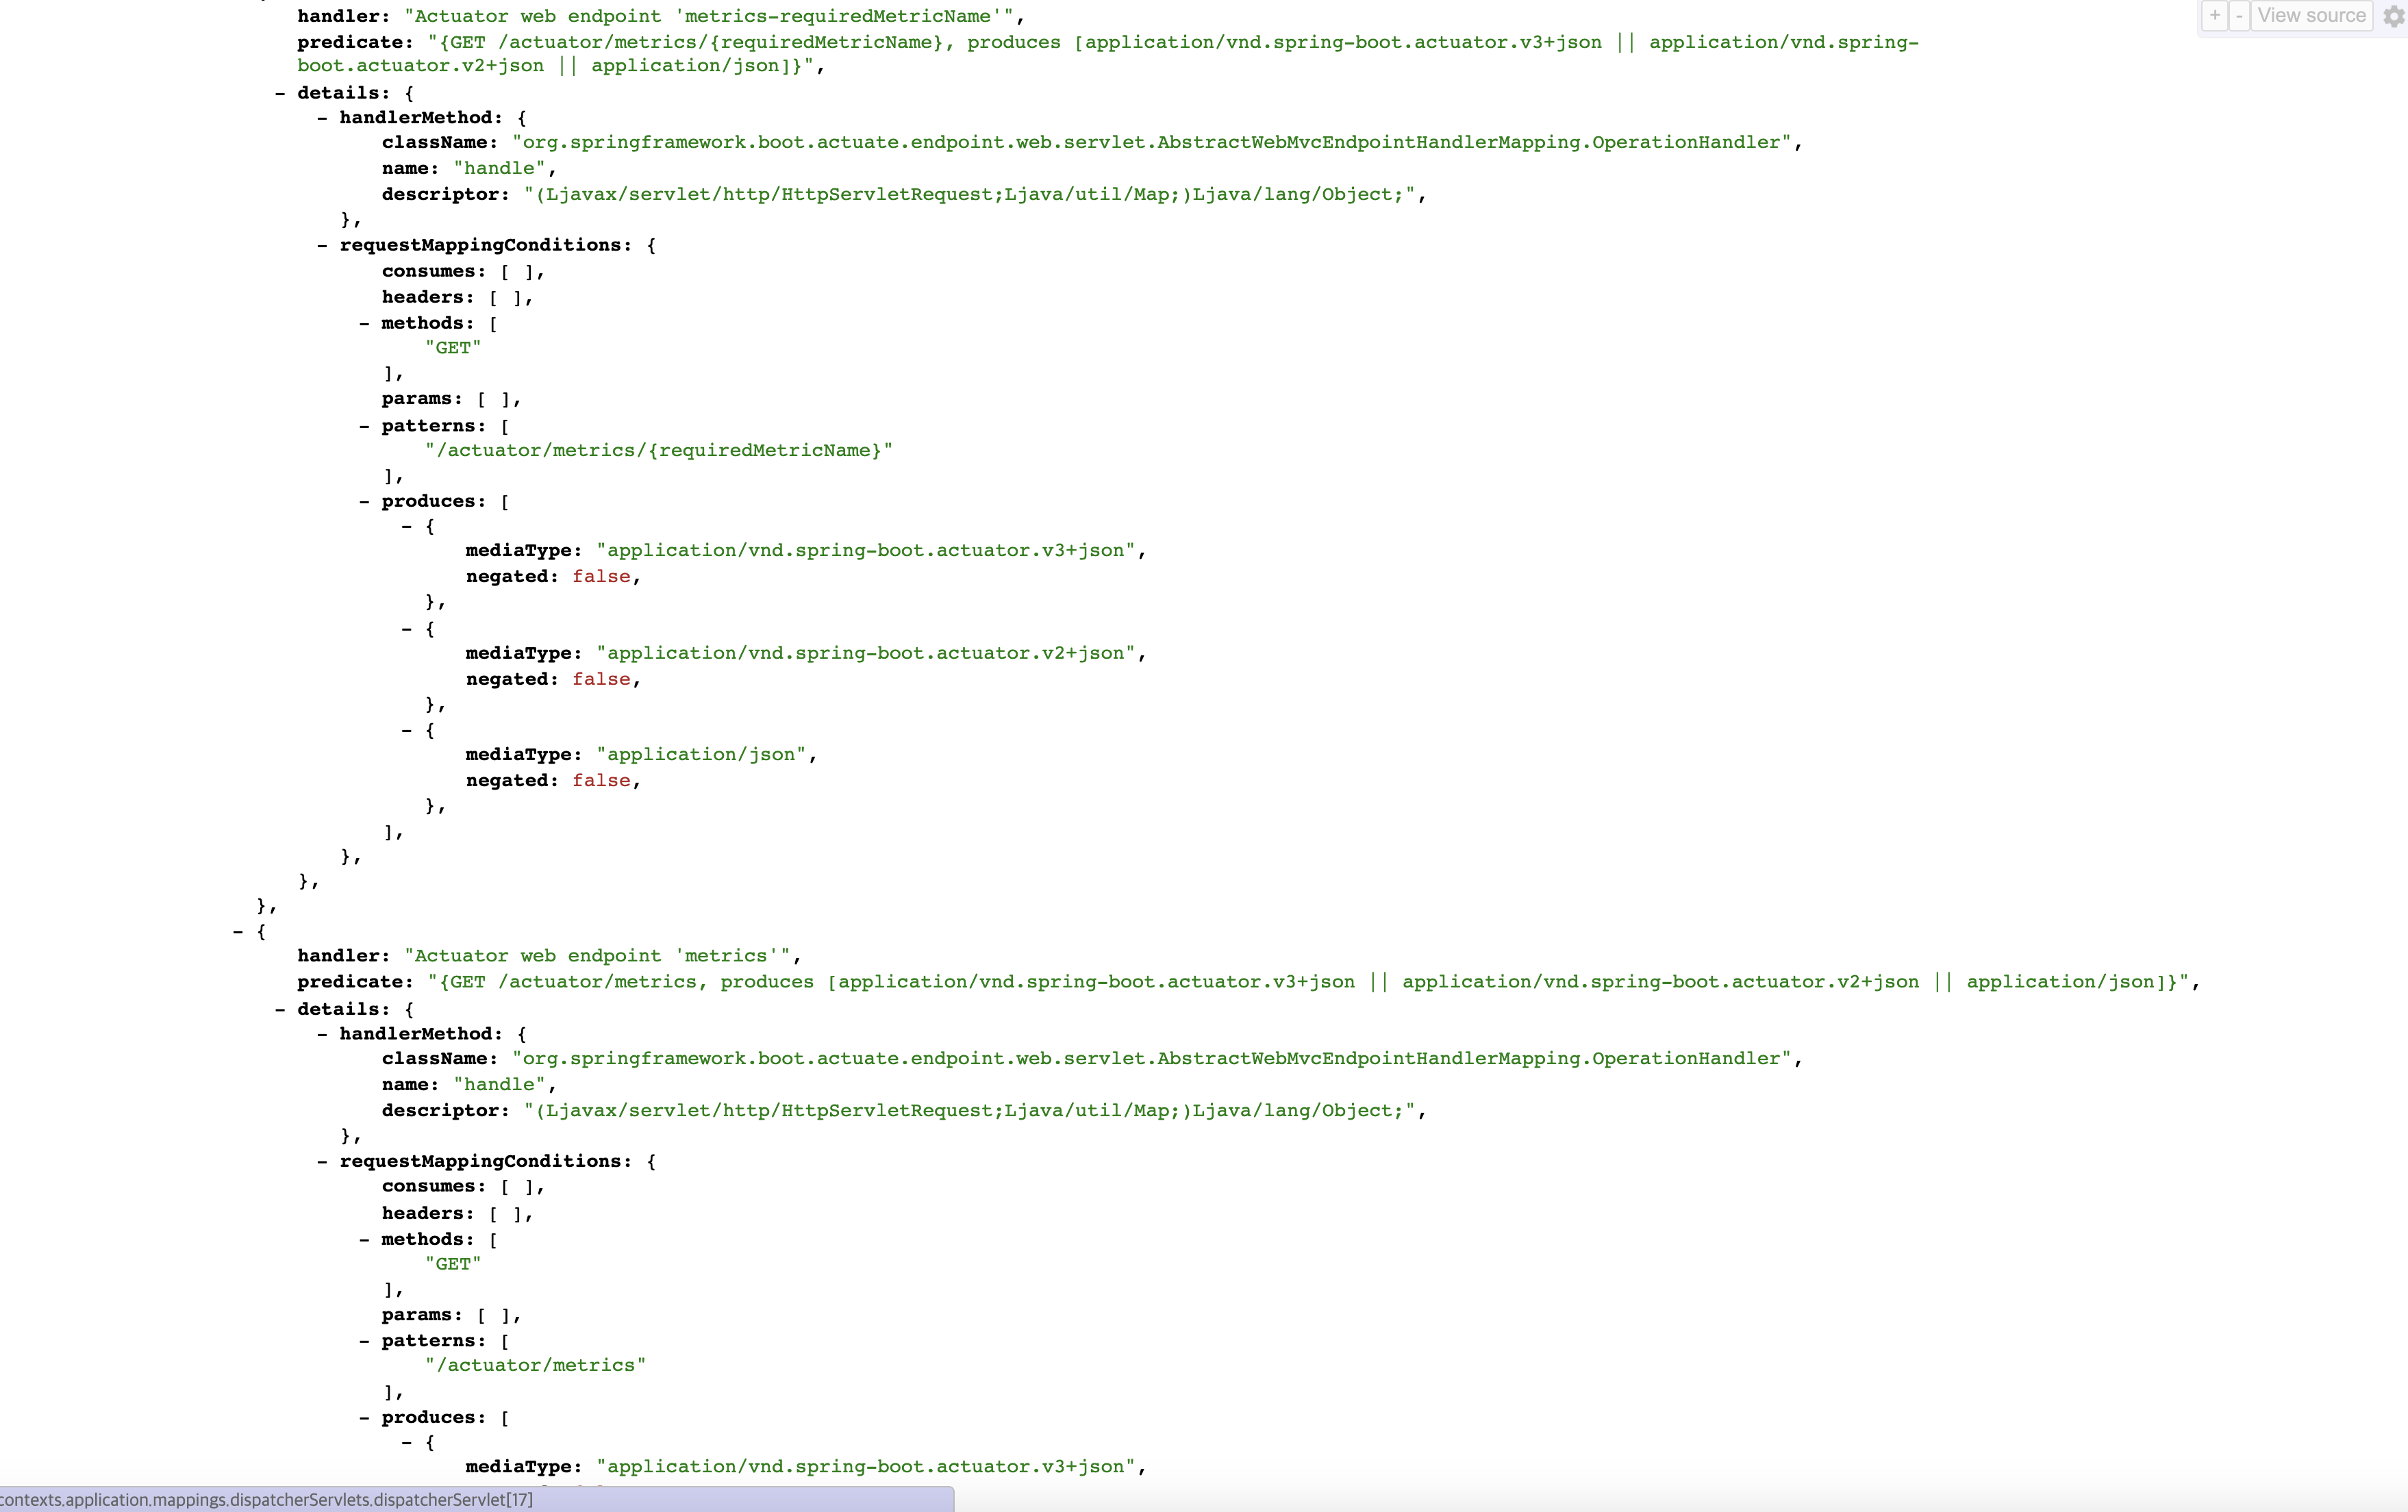 handler: "Actuator web endpoint 'metrics-requiredMetricName'",
+ - View source
predicate: "{GET /actuator/metrics/{requiredMetricName}, produces [application/vnd.spring-boot.actuator.v3+json || application/vnd.spring-
boot.actuator.v2+json || application/json]}",
- details: {
- handlerMethod: {
className: "org.springframework.boot.actuate.endpoint.web.servlet.AbstractWebMvcEndpointHandlerMapping.OperationHandler",
name: "handle",
descriptor: "(Ljavax/servlet/http/HttpServletRequest;Ljava/util/Map;)Ljava/lang/Object;",
},
- requestMappingConditions: {
consumes: [ ],
headers: [ ],
- methods: [
"GET"
],
params: [ ],
- patterns: [
"/actuator/metrics/{requiredMetricName}"
],
- produces: [
- {
mediaType: "application/vnd.spring-boot.actuator.v3+json",
negated: false,
},
- {
mediaType: "application/vnd.spring-boot.actuator.v2+json",
negated: false,
},
- {
mediaType: "application/json",
negated: false,
},
],
},
},
},
- {
handler: "Actuator web endpoint 'metrics'",
predicate: "{GET /actuator/metrics, produces [application/vnd.spring-boot.actuator.v3+json || application/vnd.spring-boot.actuator.v2+json || application/json]}",
- details: {
- handlerMethod: {
className: "org.springframework.boot.actuate.endpoint.web.servlet.AbstractWebMvcEndpointHandlerMapping.OperationHandler",
name: "handle",
descriptor: "(Ljavax/servlet/http/HttpServletRequest;Ljava/util/Map;)Ljava/lang/Object;",
},
- requestMappingConditions: {
consumes: [ ],
headers: [ ],
- methods: [
"GET"
],
params: [ ],
- patterns: [
"/actuator/metrics"
],
- produces: [
- {
mediaType: "application/vnd.spring-boot.actuator.v3+json",
contexts.application.mappings.dispatcherServlets.dispatcherServlet[17]